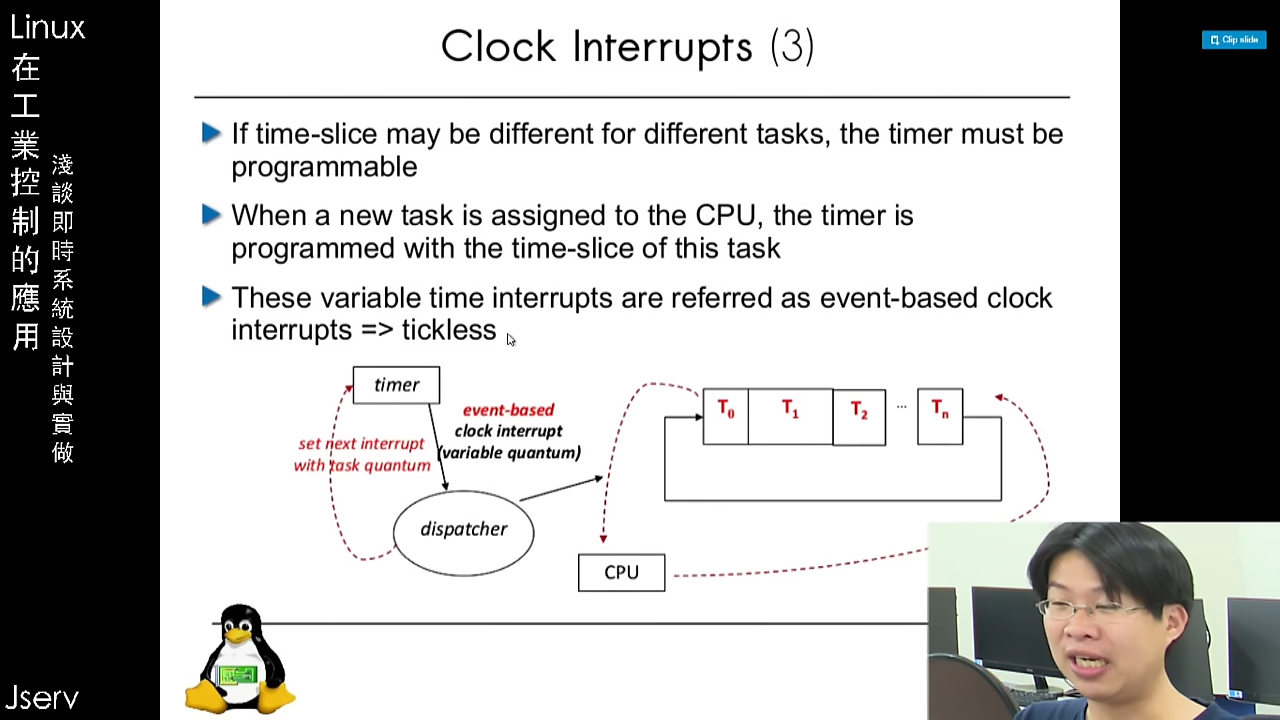 Linux
在工業控制的應用
淺談即時系統設計與實做
Jserv
Clip slide
Clock Interrupts (3)
If time-slice may be different for different tasks, the timer must be
programmable
When a new task is assigned to the CPU, the timer is
programmed with the time-slice of this task
These variable time interrupts are referred as event-based clock
interrupts => tickless
timer
event-based
clock interrupt
(variable quantum)
set next interrupt
with task quantum
dispatcher
T0
T1
T2
...
Tn
CPU